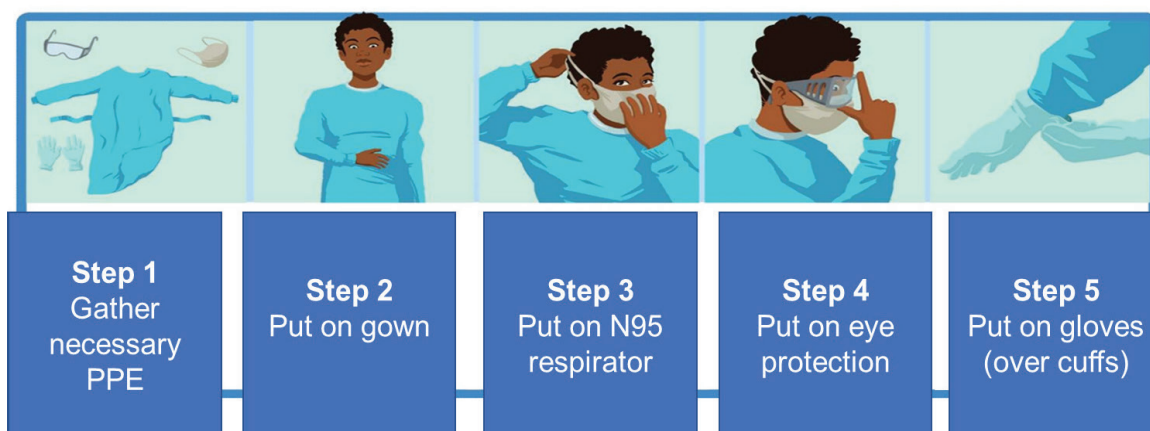 Step 1
Gather
necessary
PPE
Step 2
Put on gown
Step 3
Put on N95
respirator
Step 4
Put on eye
protection
Step 5
Put on gloves
(over cuffs)